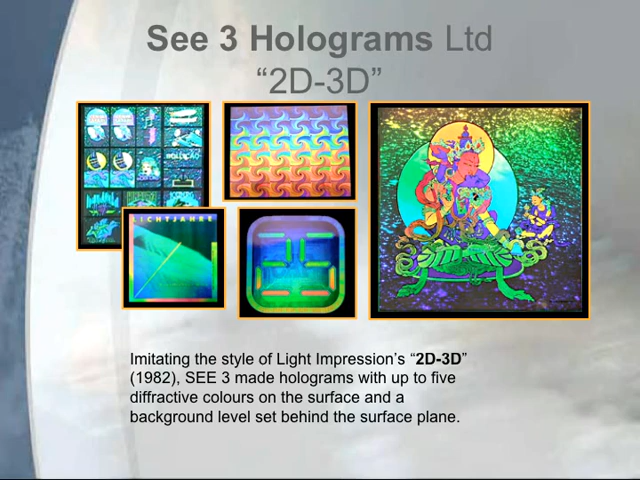 See 3 Holograms Ltd
“2D-3D”
LICHTJAHRE
Imitating the style of Light Impression’s “2D-3D”
(1982), SEE 3 made holograms with up to five
diffractive colours on the surface and a
background level set behind the surface plane.